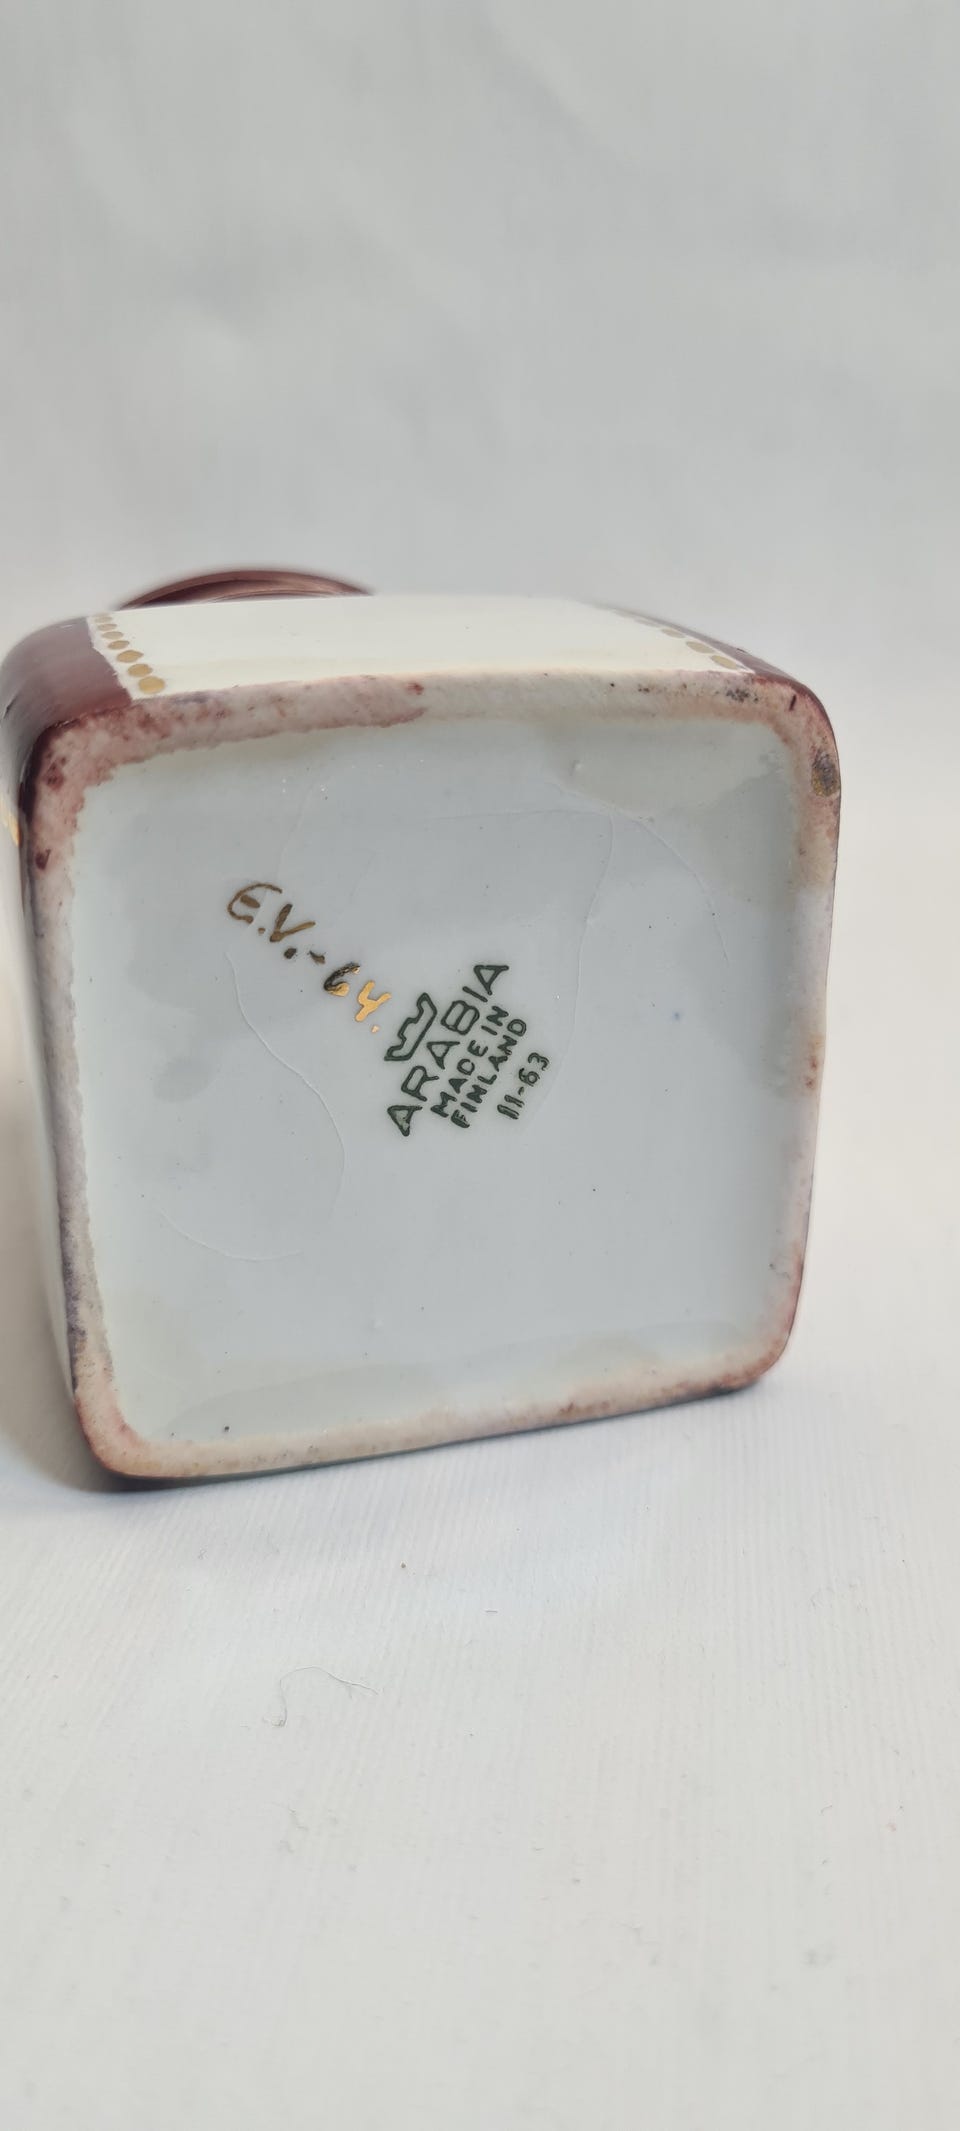 E.V.-64.
ARABIA
MADE IN
FINLAND
11-63